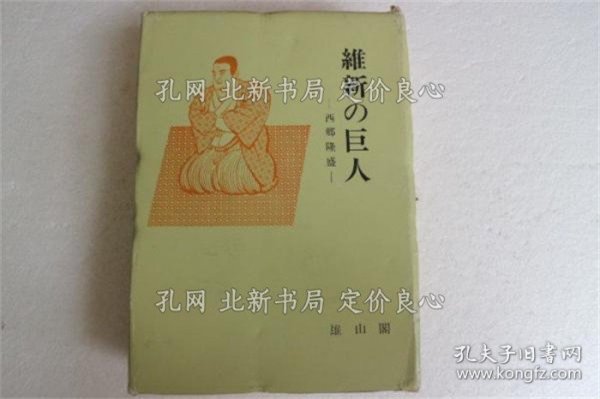 維新の巨人
―西郷隆盛―
雄山閣
孔网 北新书局 定价良心
孔网 北新书局 定价良心
孔夫子旧书网
www.kongfz.com